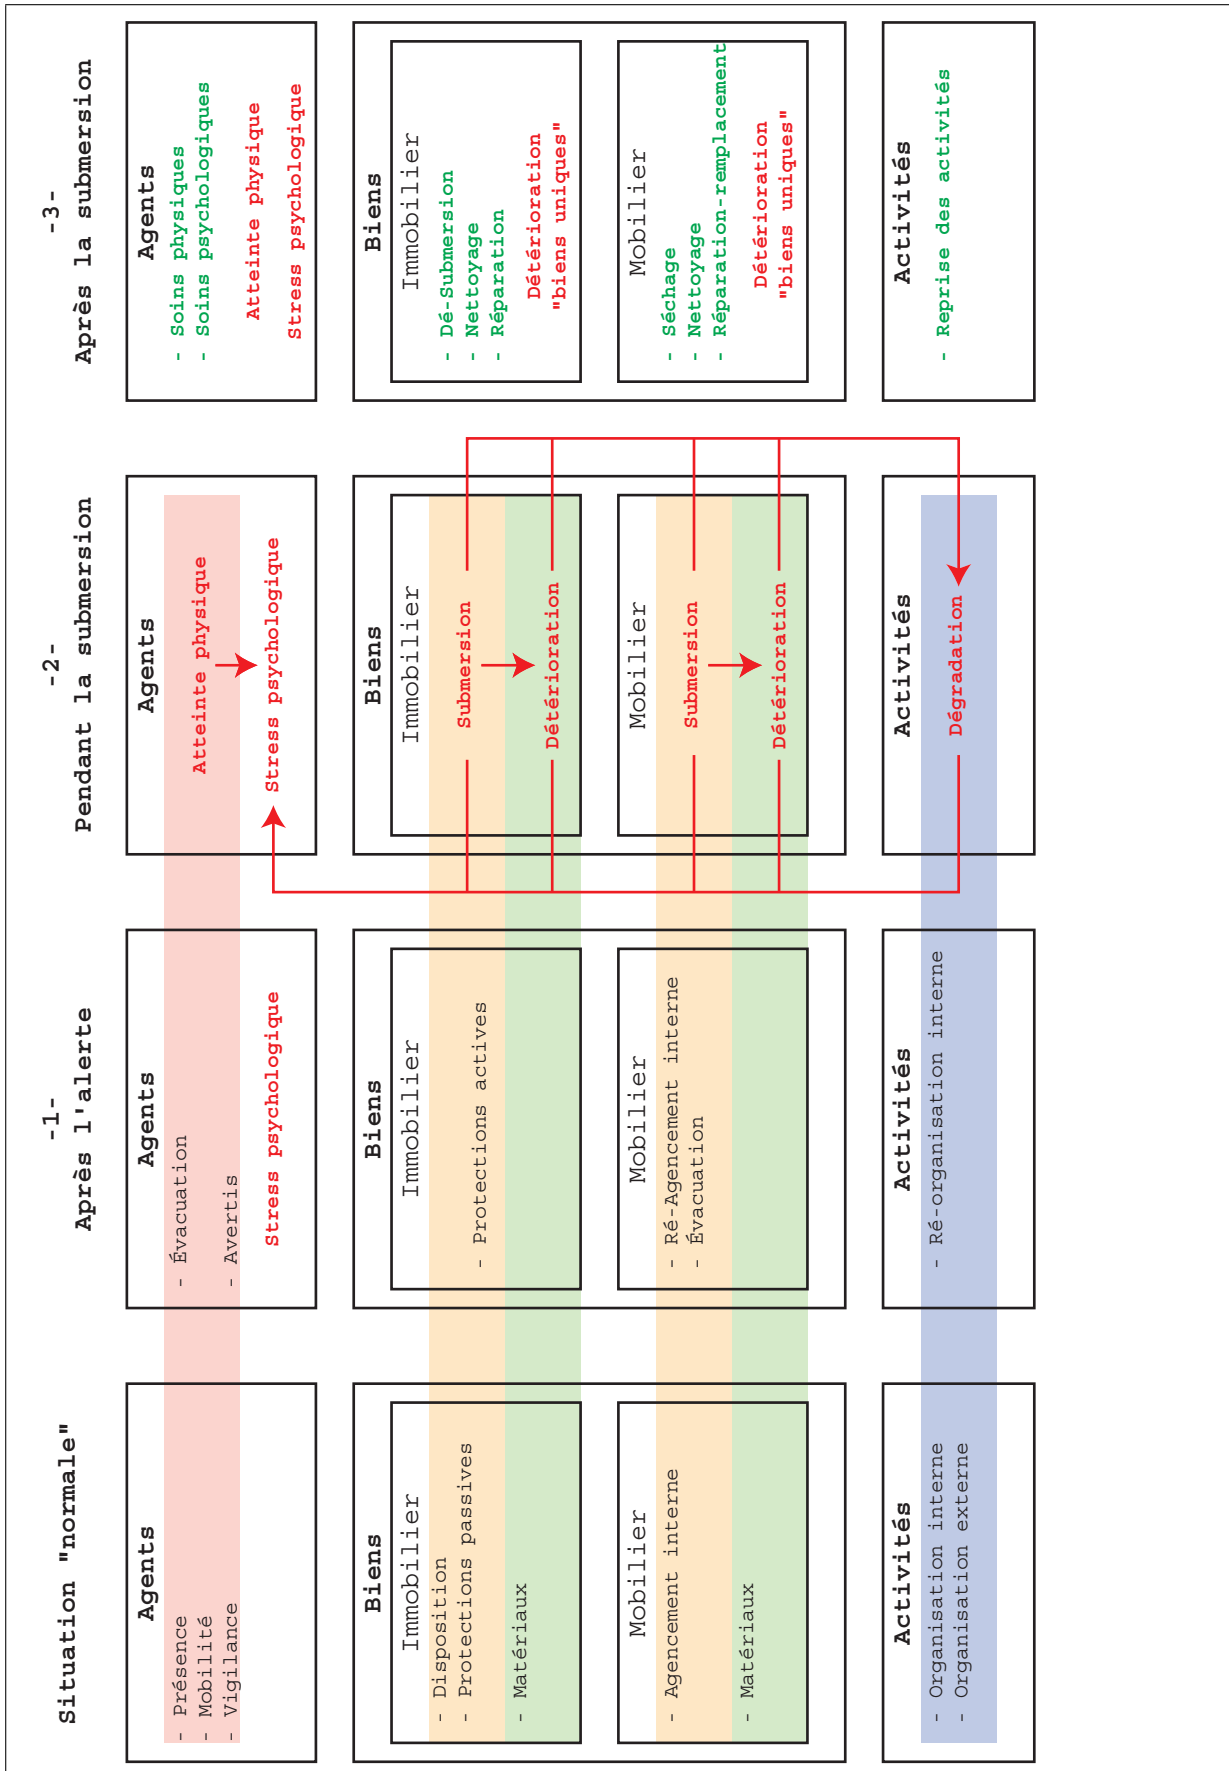 Situation "normale"
Agents
- Présence
- Mobilité
- Vigilance
Biens
Immobilier
- Disposition
- Protections passives
- Matériaux
Mobilier
- Agencement interne
- Matériaux
Activités
- Organisation interne
- Organisation externe
-1-
Après l'alerte
Agents
- Évacuation
- Avertis
Stress psychologique
Biens
Immobilier
- Protections actives
Mobilier
- Ré-Agencement interne
- Évacuation
Activités
- Ré-organisation interne
-2-
Pendant la submersion
Agents
Atteinte physique
Stress psychologique
Biens
Immobilier
Submersion
Détérioration
Mobilier
Submersion
Détérioration
Activités
Dégradation
-3-
Après la submersion
Agents
- Soins physiques
- Soins psychologiques
Atteinte physique
Stress psychologique
Biens
Immobilier
- Dé-Submersion
- Nettoyage
- Réparation
Détérioration
"biens uniques"
Mobilier
- Séchage
- Nettoyage
- Réparation-remplacement
Détérioration
"biens uniques"
Activités
- Reprise des activités